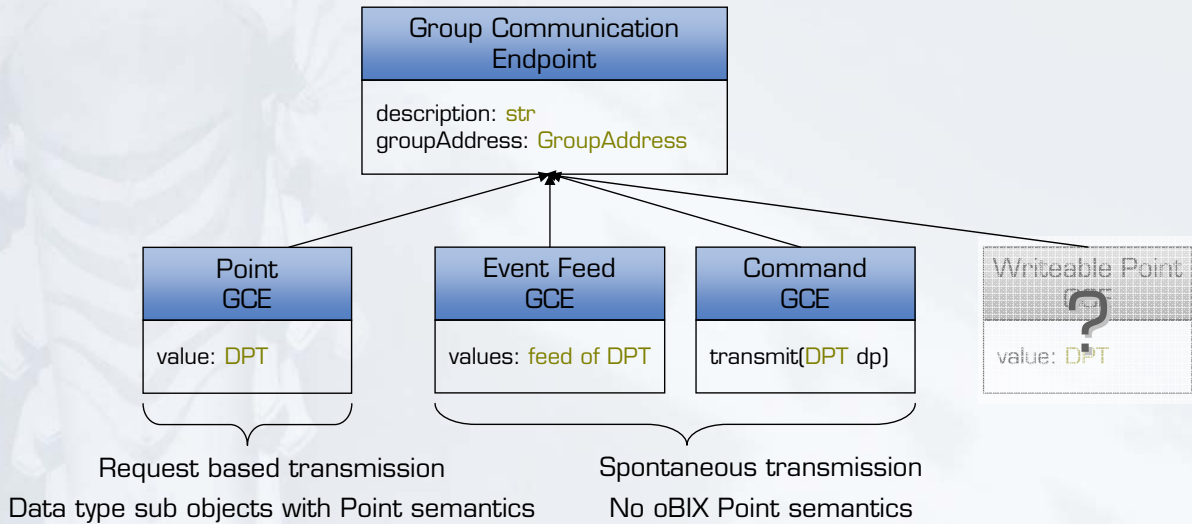 Group Communication
Endpoint
description: str
groupAddress: GroupAddress
Point
GCE
value: DPT
Event Feed
GCE
values: feed of DPT
Command
GCE
transmit(DPT dp)
Writeable Point
GCE
?
value: DPT
Request based transmission
Data type sub objects with Point semantics
Spontaneous transmission
No oBIX Point semantics